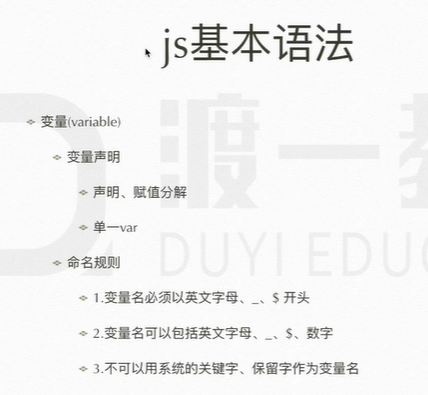 js基本语法
变量(variable)
变量声明
声明、赋值分解
单一var
命名规则
1.变量名必须以英文字母、_、$ 开头
2.变量名可以包括英文字母、_、$、数字
3.不可以用系统的关键字、保留字作为变量名
渡一教
DUYI EDUC